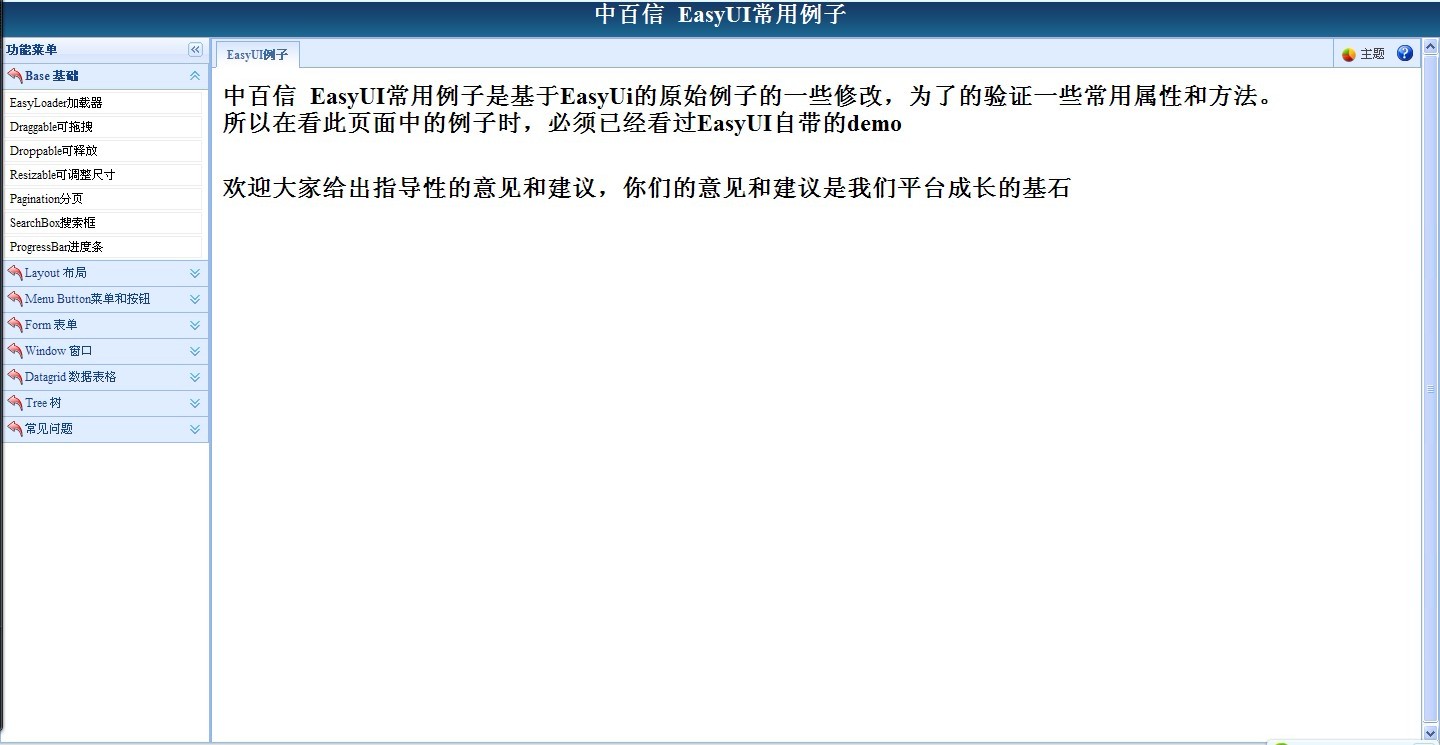 中百信 EasyUI常用例子
功能菜单
Base 基础
EasyLoader加载器
Draggable可拖拽
Droppable可释放
Resizable可调整尺寸
Pagination分页
SearchBox搜索框
ProgressBar进度条
Layout 布局
Menu Button菜单和按钮
Form 表单
Window 窗口
Datagrid 数据表格
Tree 树
常见问题
EasyUI例子
主题
中百信 EasyUI常用例子是基于EasyUi的原始例子的一些修改，为了的验证一些常用属性和方法。
所以在看此页面中的例子时，必须已经看过EasyUI自带的demo
欢迎大家给出指导性的意见和建议，你们的意见和建议是我们平台成长的基石